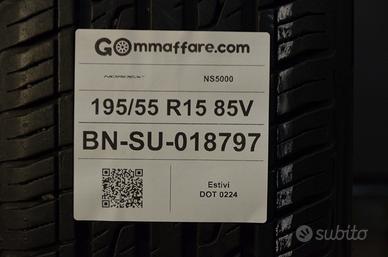 GOmmaffare.com
NS5000
195/55 R15 85V
BN-SU-018797
Estivi
DOT 0224
subito